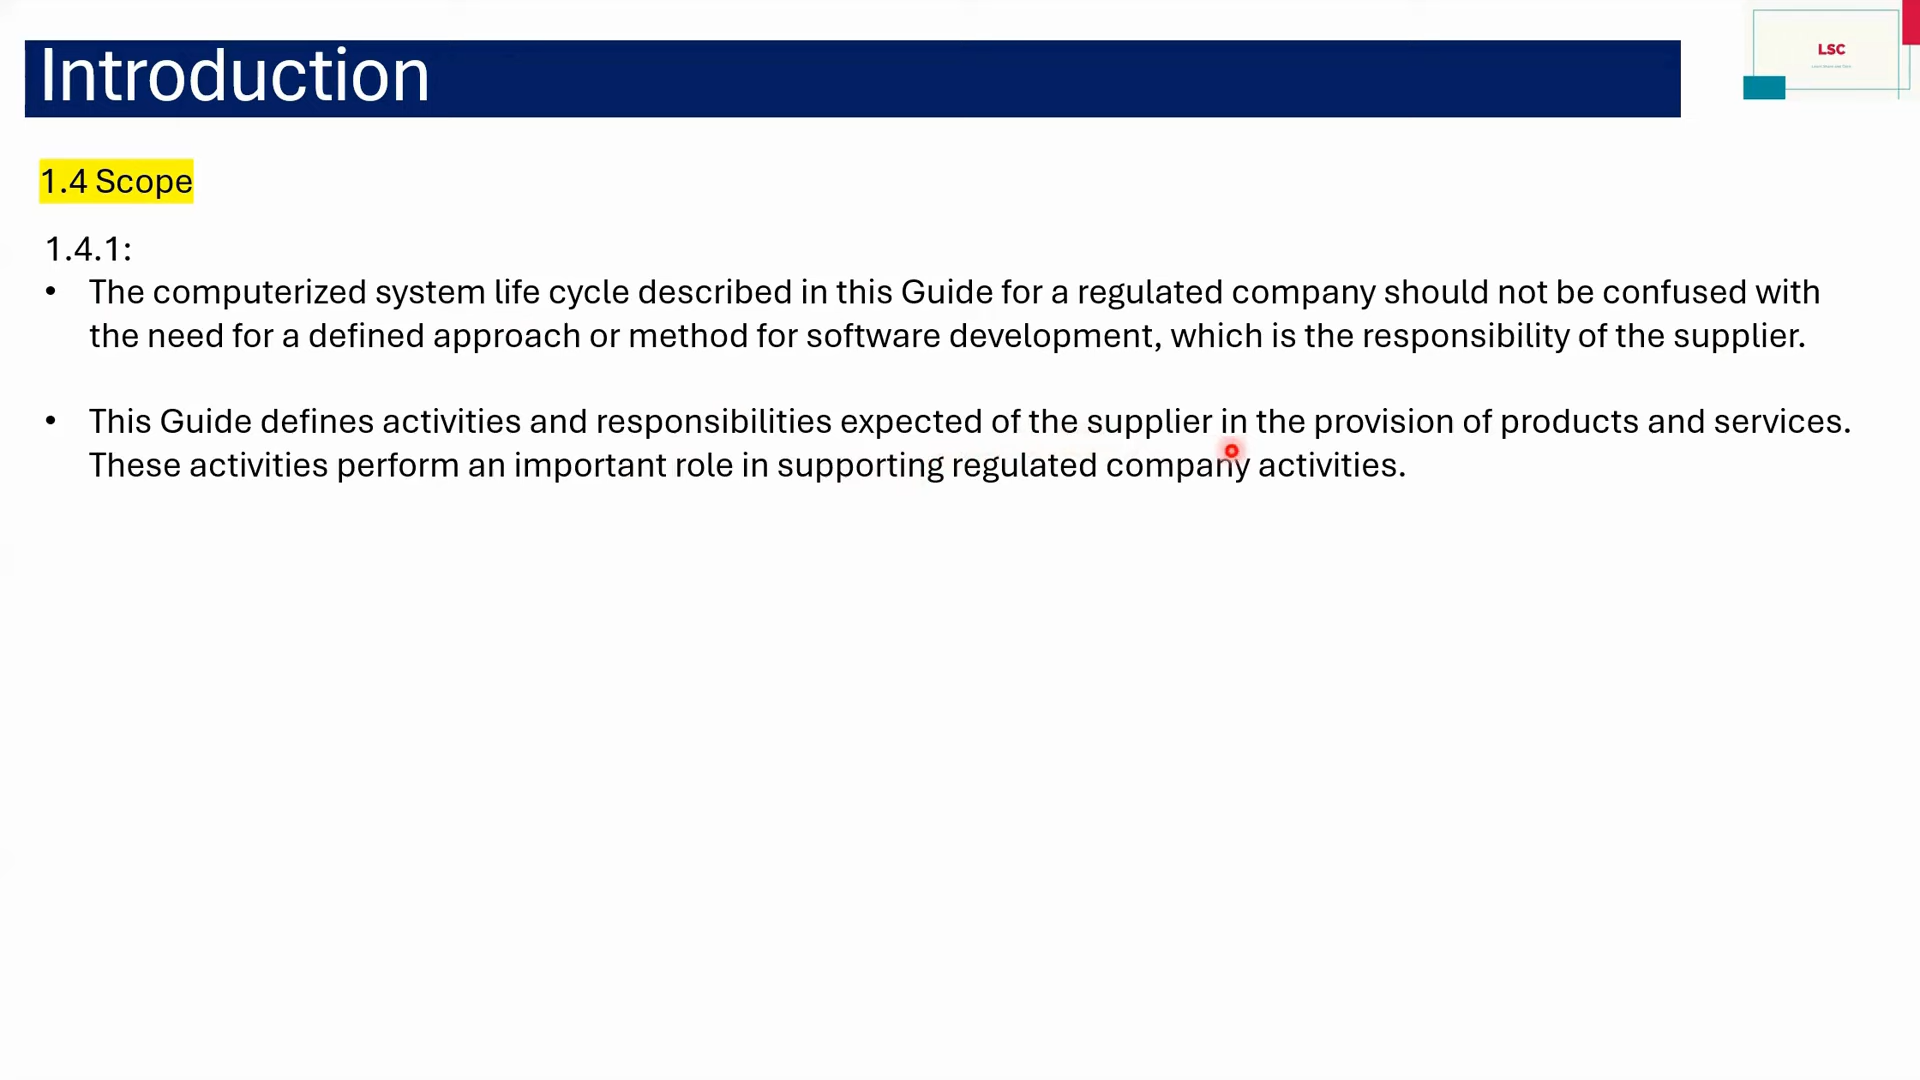 Introduction
LSC
1.4 Scope
1.4.1:
• The computerized system life cycle described in this Guide for a regulated company should not be confused with
the need for a defined approach or method for software development, which is the responsibility of the supplier.
• This Guide defines activities and responsibilities expected of the supplier in the provision of products and services.
These activities perform an important role in supporting regulated company activities.